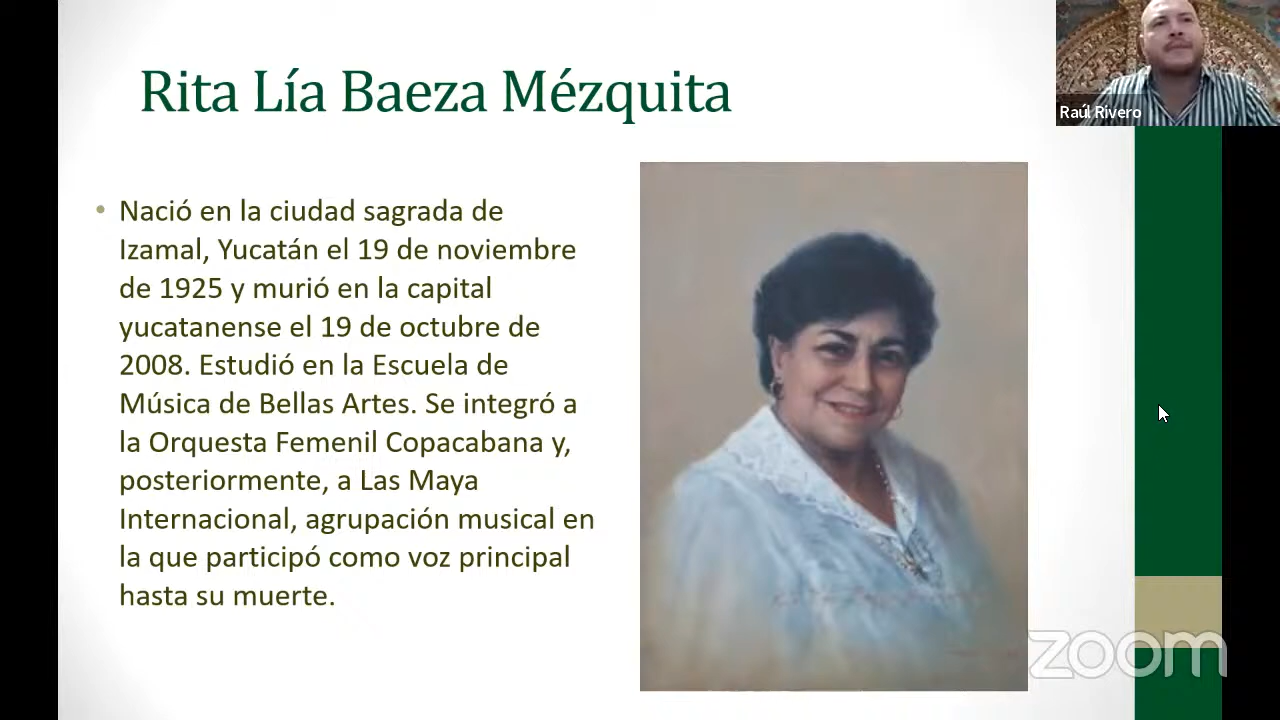 Rita Lía Baeza Mézquita
Raúl Rivero
• Nació en la ciudad sagrada de
Izamal, Yucatán el 19 de noviembre
de 1925 y murió en la capital
yucatanense el 19 de octubre de
2008. Estudió en la Escuela de
Música de Bellas Artes. Se integró a
la Orquesta Femenil Copacabana y,
posteriormente, a Las Maya
Internacional, agrupación musical en
la que participó como voz principal
hasta su muerte.
zoom